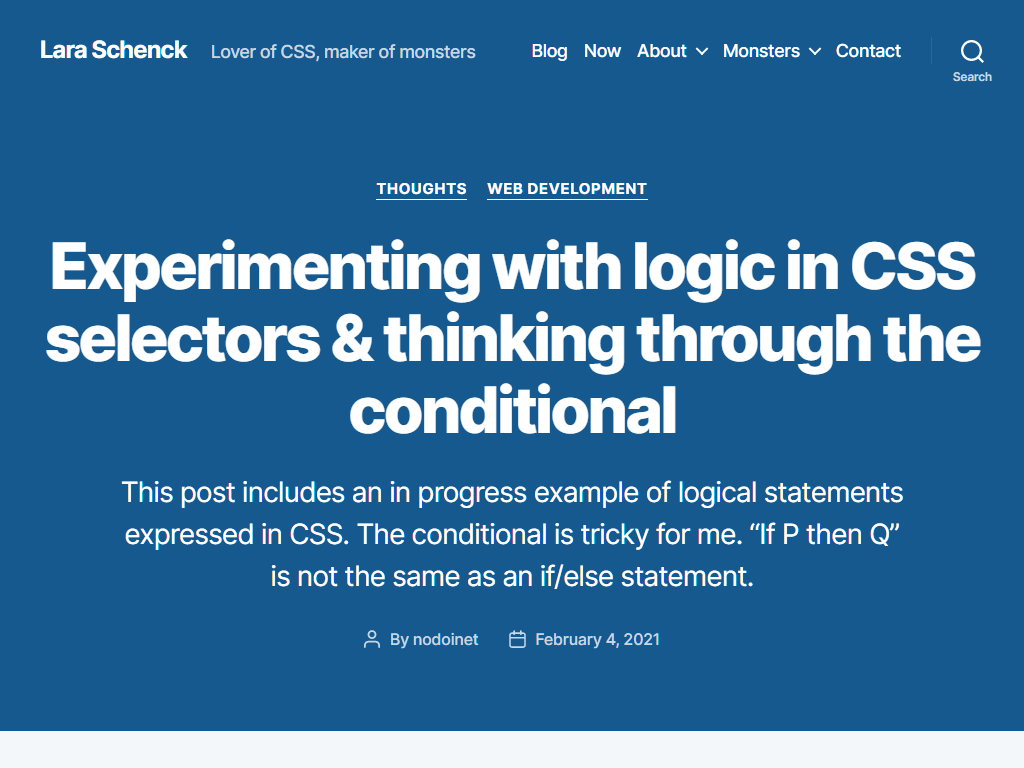 Lara Schenck Lover of CSS, maker of monsters Blog Now About Monsters Contact
Search
THOUGHTS WEB DEVELOPMENT
Experimenting with logic in CSS
selectors & thinking through the
conditional
This post includes an in progress example of logical statements
expressed in CSS. The conditional is tricky for me. “If P then Q”
is not the same as an if/else statement.
By nodoinet February 4, 2021